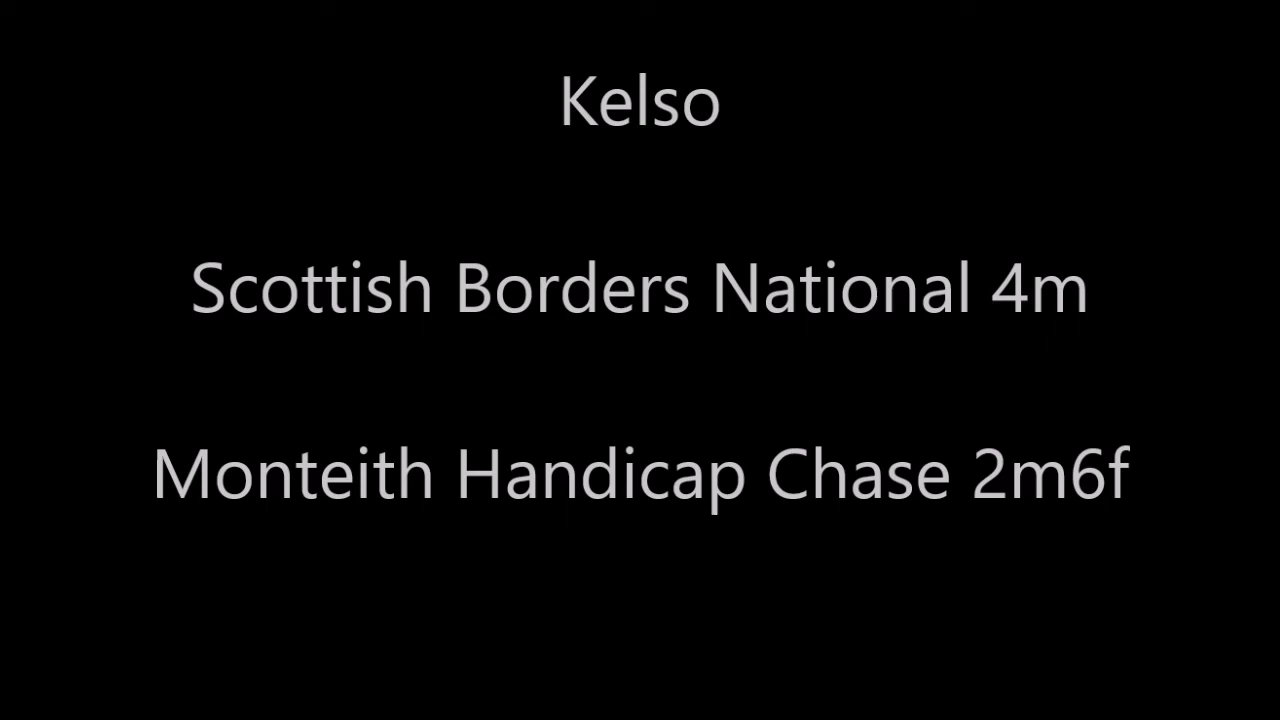 Kelso
Scottish Borders National 4m
Monteith Handicap Chase 2m6f